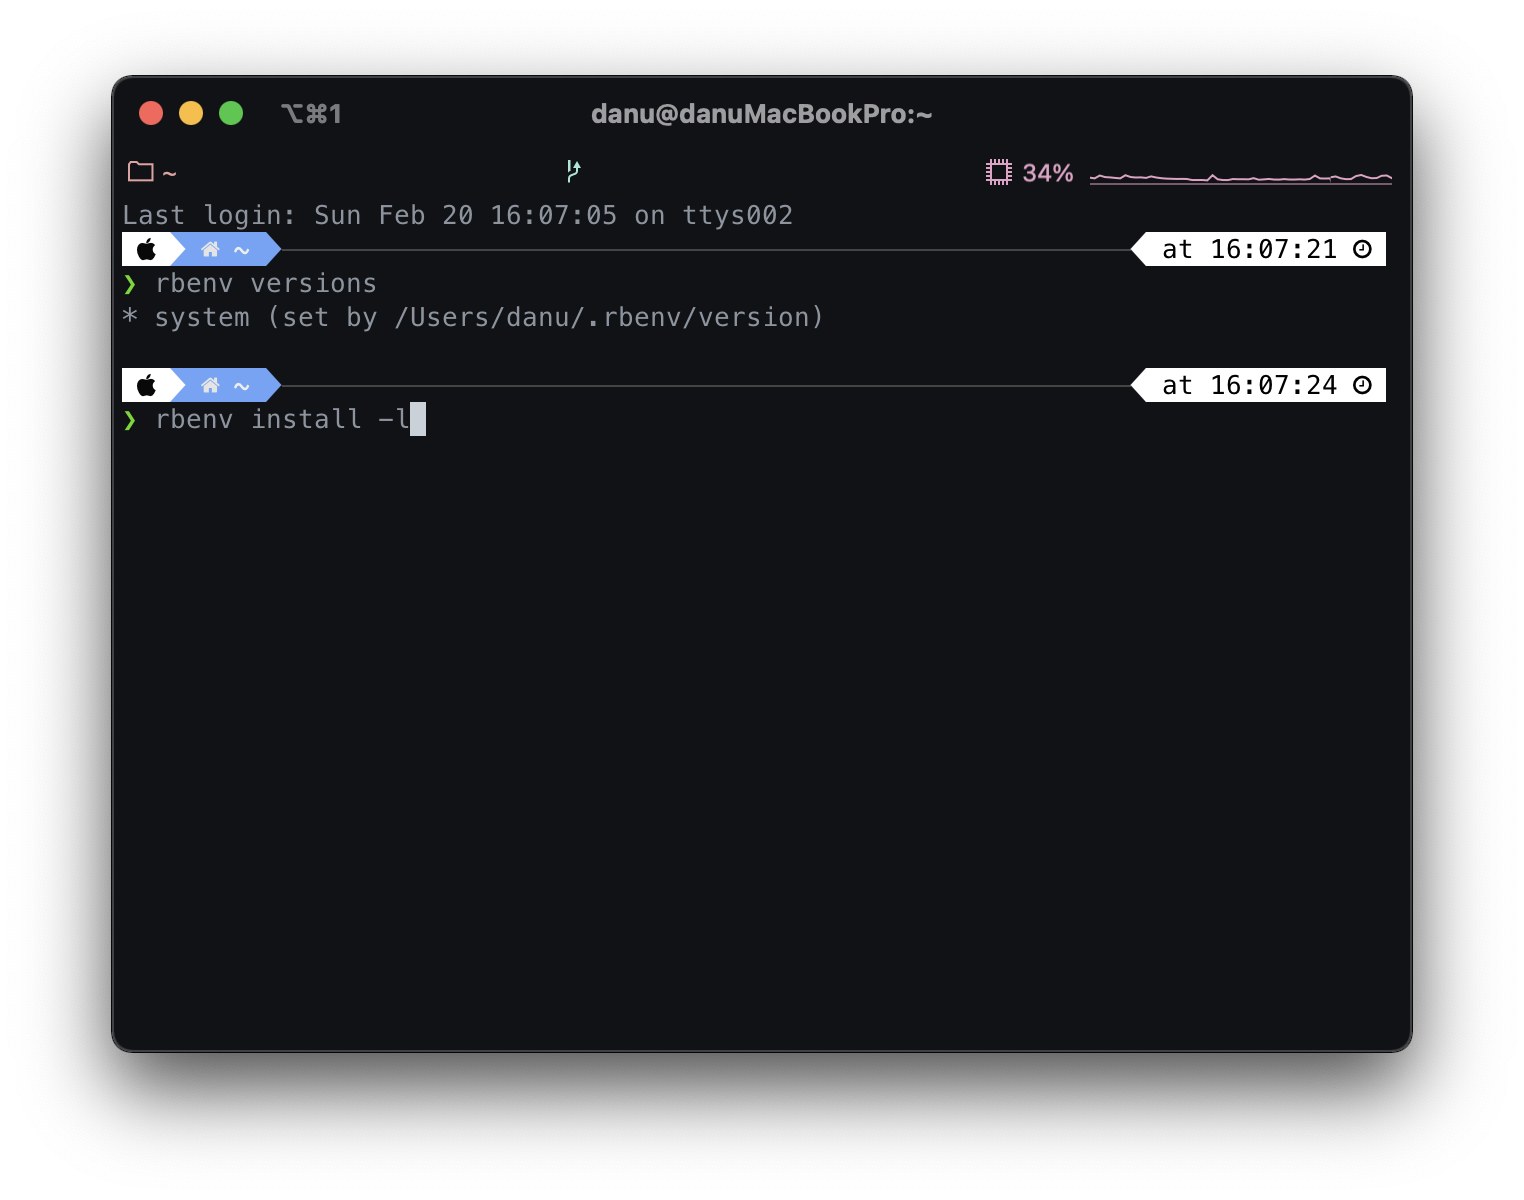 ⌥⌘1
danu@danuMacBookPro:~
~
34%
Last login: Sun Feb 20 16:07:05 on ttys002
~
at 16:07:21
❯ rbenv versions
* system (set by /Users/danu/.rbenv/version)
~
at 16:07:24
❯ rbenv install -l